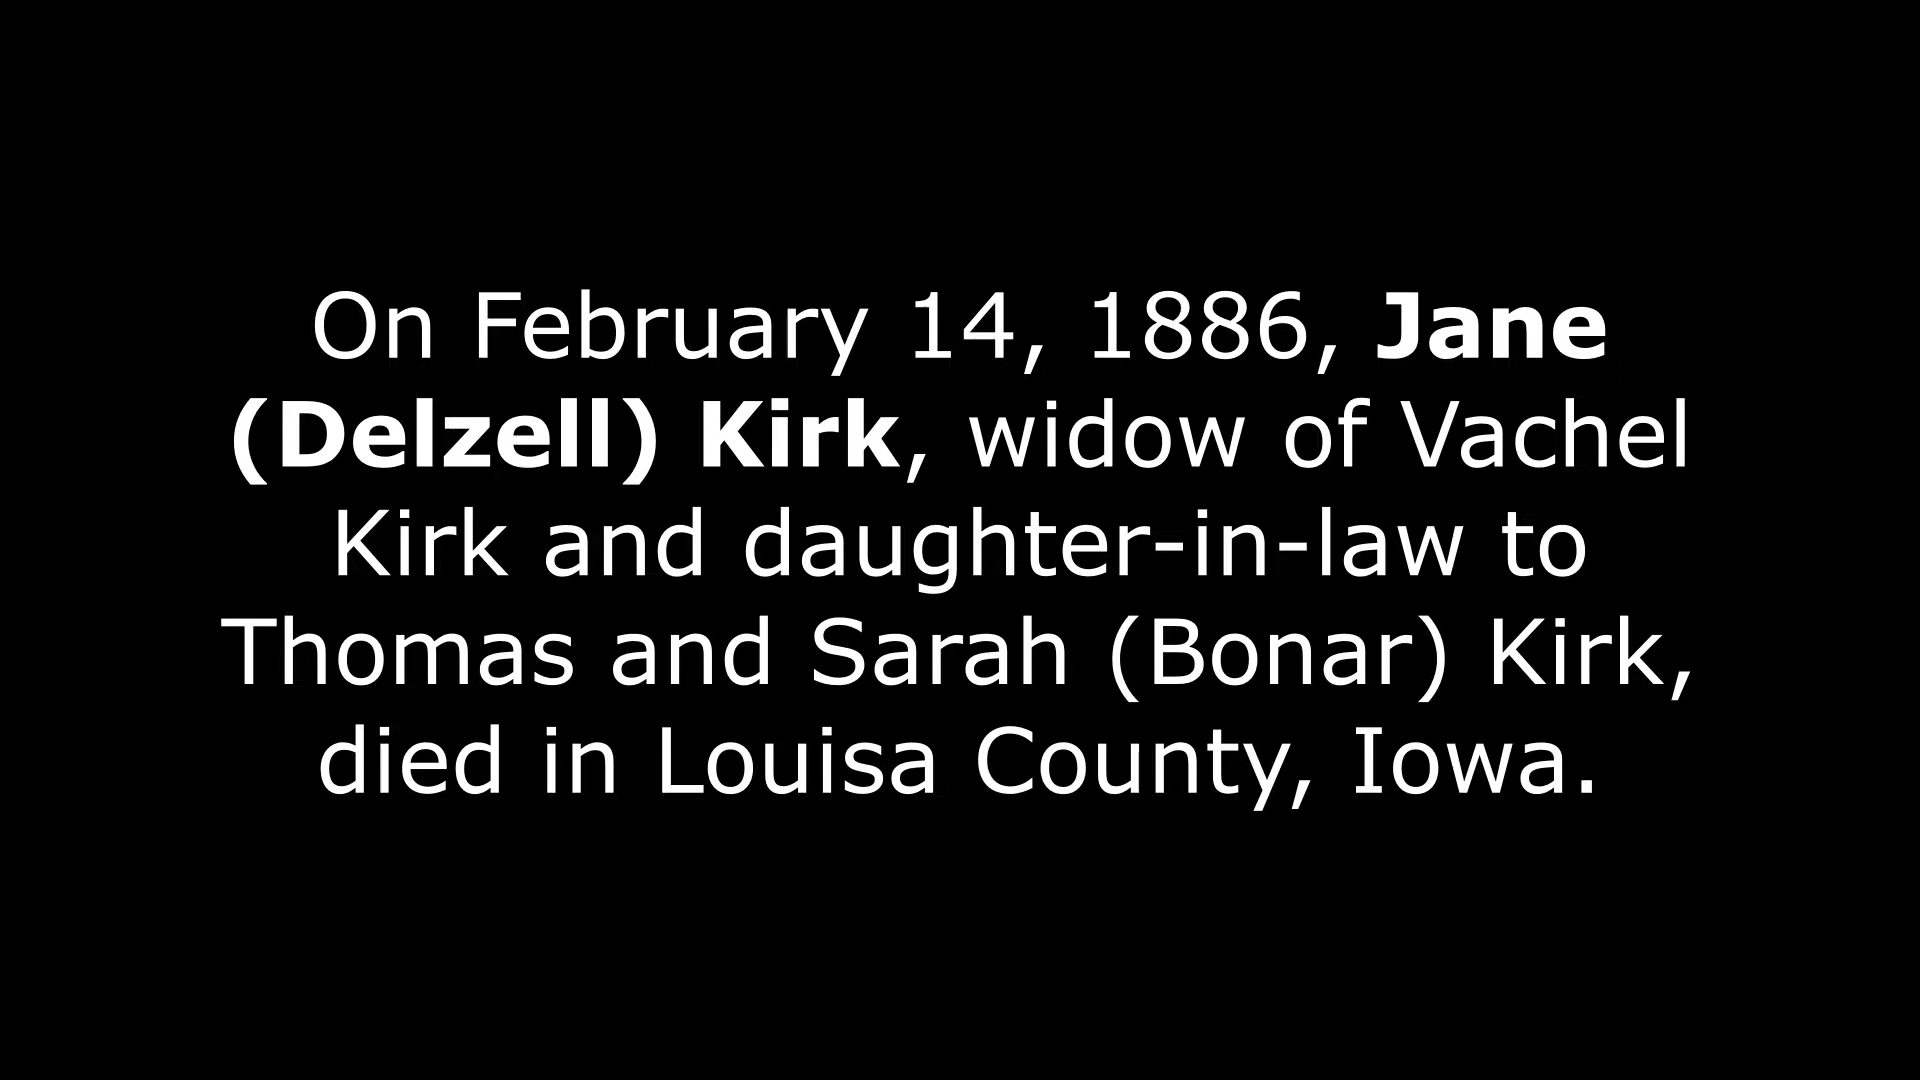 On February 14, 1886, Jane
(Delzell) Kirk, widow of Vachel
Kirk and daughter-in-law to
Thomas and Sarah (Bonar) Kirk,
died in Louisa County, Iowa.